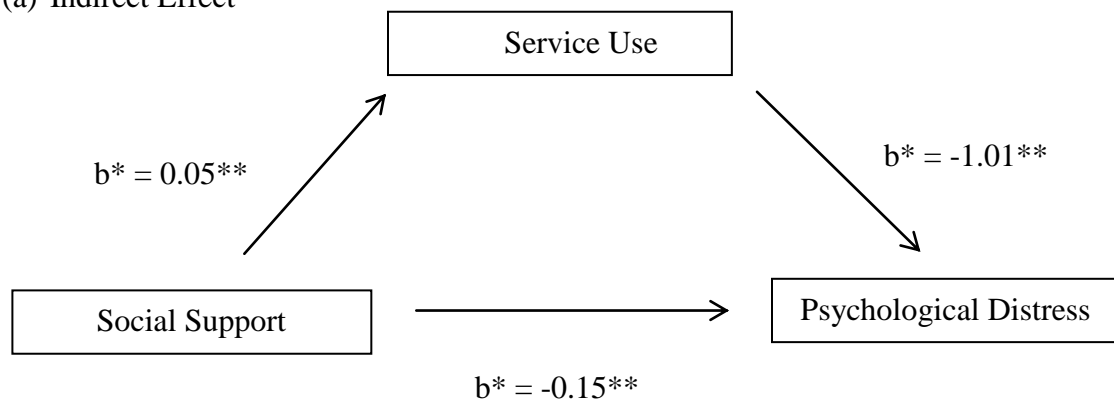 (a) Indirect Effect
Service Use
b* = 0.05**
b* = -1.01**
Social Support
Psychological Distress
b* = -0.15**